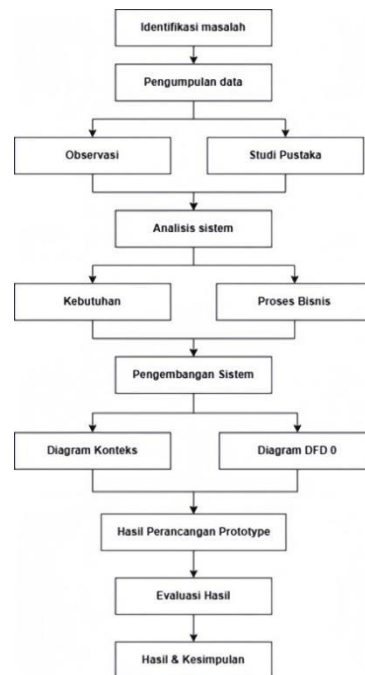 Identifikasi masalah
Pengumpulan data
Observasi
Studi Pustaka
Analisis sistem
Kebutuhan
Proses Bisnis
Pengembangan Sistem
Diagram Konteks
Diagram DFD 0
Hasil Perancangan Prototype
Evaluasi Hasil
Hasil & Kesimpulan